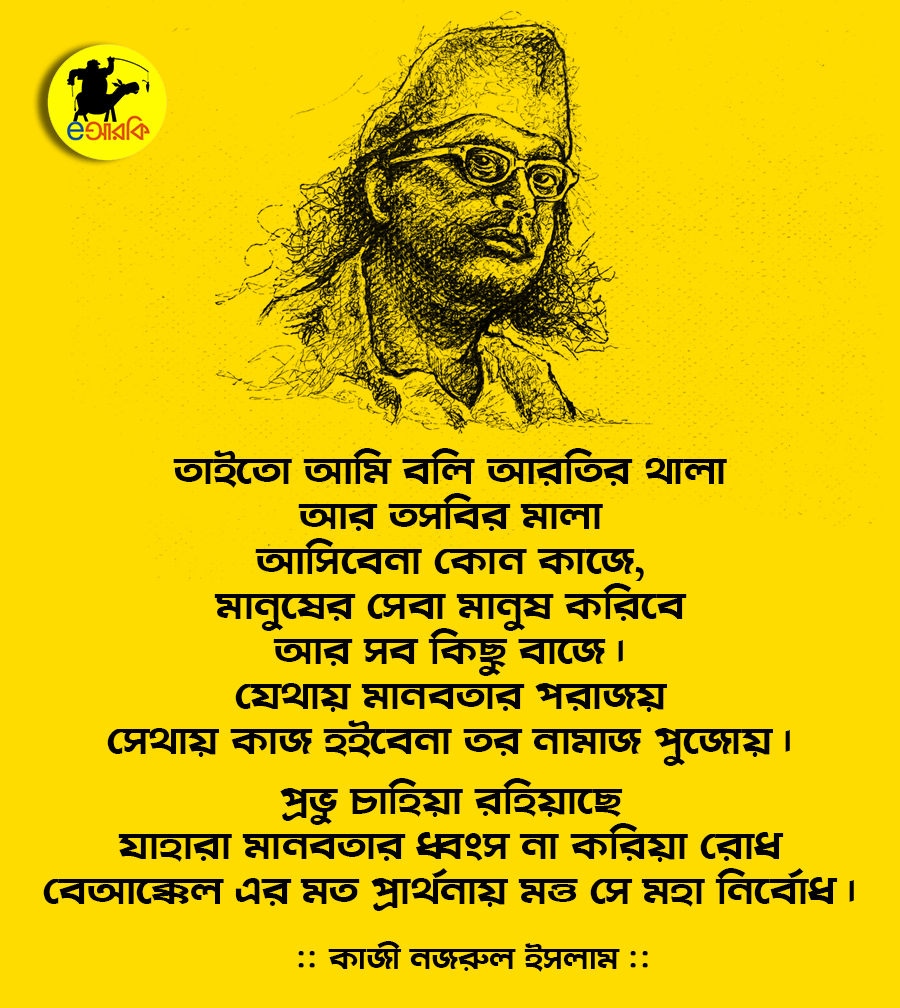 eআরকি
তাইতো আমি বলি আরতির থালা
আর তসবির মালা
আসিবেনা কোন কাজে,
মানুষের সেবা মানুষ করিবে
আর সব কিছু বাজে।
যেথায় মানবতার পরাজয়
সেথায় কাজ হইবেনা তর নামাজ পুজোয়।
প্রভু চাহিয়া রহিয়াছে
যাহারা মানবতার ধ্বংস না করিয়া রোধ
বেআক্কেল এর মত প্রার্থনায় মত্ত সে মহা নির্বোধ।
:: কাজী নজরুল ইসলাম ::